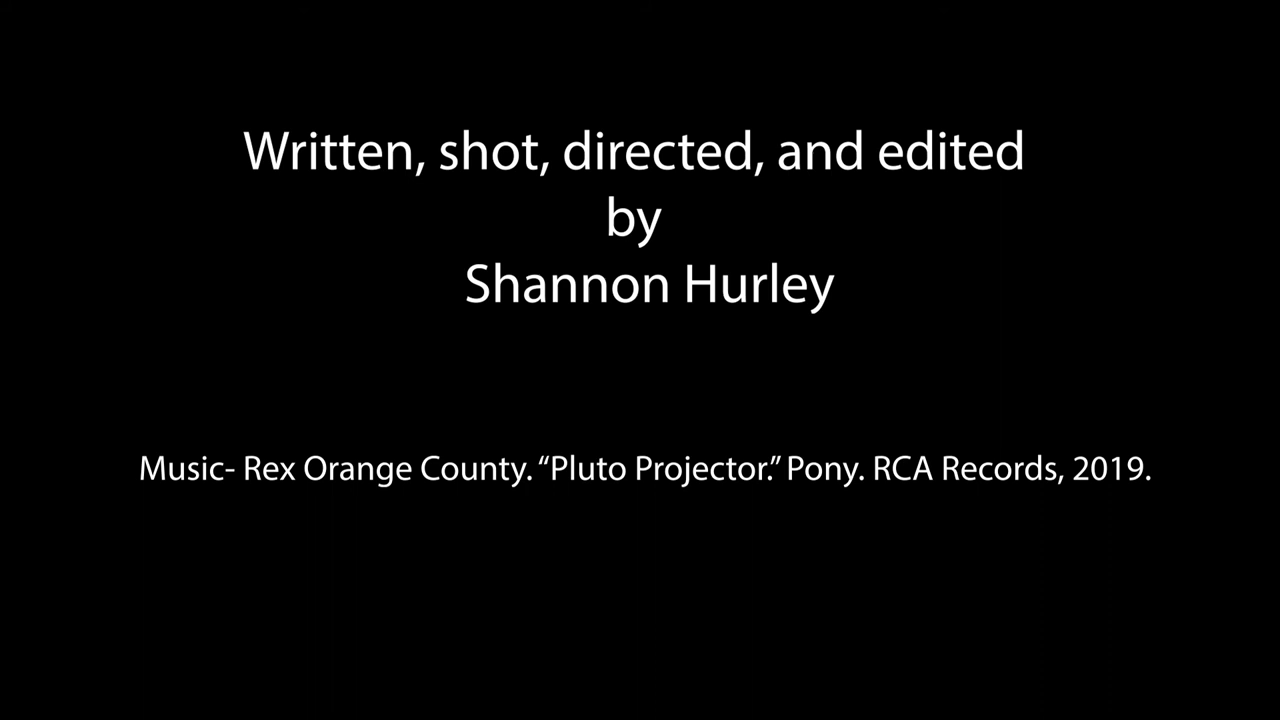 Written, shot, directed, and edited
by
Shannon Hurley
Music- Rex Orange County. “Pluto Projector.” Pony. RCA Records, 2019.